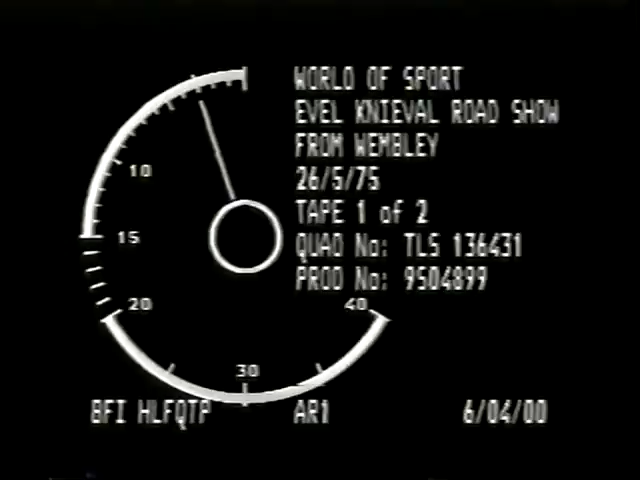 WORLD OF SPORT
EVEL KNIEVAL ROAD SHOW
FROM WEMBLEY
26/5/75
TAPE 1 of 2
QUAD No: TLS 136431
PROD No: 9504899
10
15
20
40
30
BFI HLFQTP
AR1
6/04/00